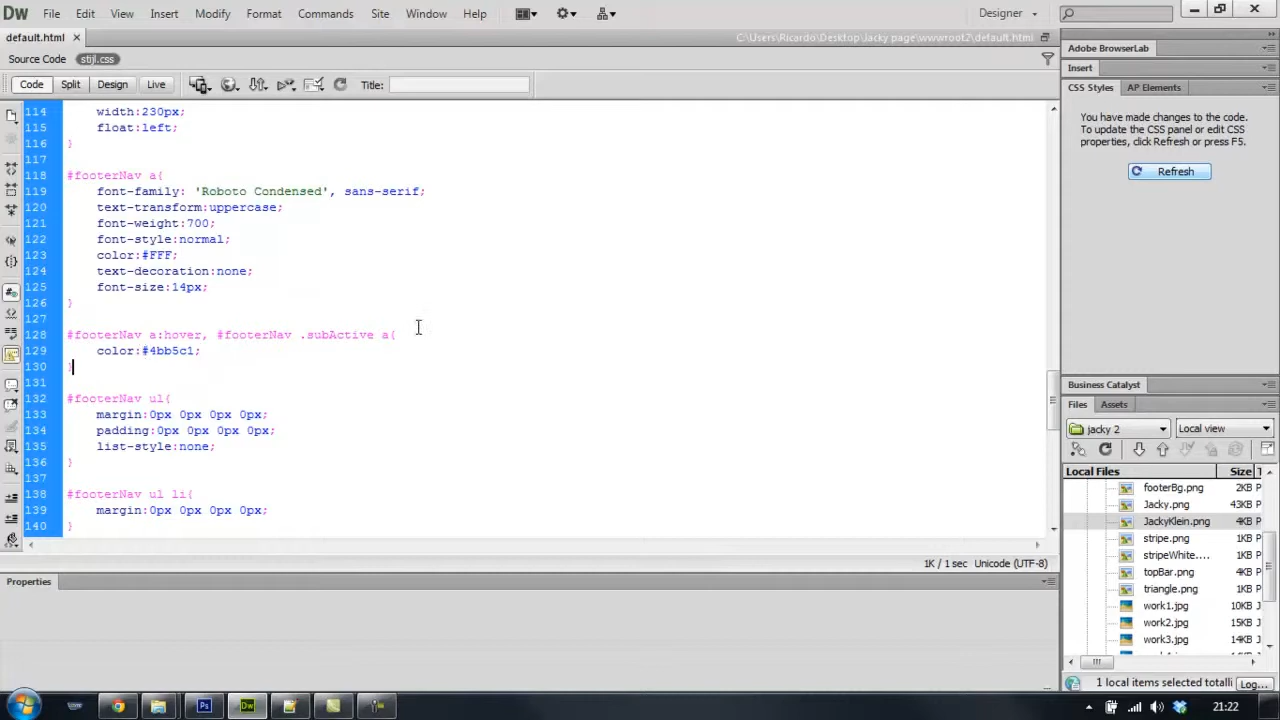 Dw File Edit View Insert Modify Format Commands Site Window Help Designer
default.html C:\Users\Ricardo\Desktop\Jacky page\wwwroot2\default.html
Source Code stijl.css
Code Split Design Live Title:
114 width:230px;
115 float:left;
116 }
117
118 #footerNav a{
119 font-family: 'Roboto Condensed', sans-serif;
120 text-transform:uppercase;
121 font-weight:700;
122 font-style:normal;
123 color:#FFF;
124 text-decoration:none;
125 font-size:14px;
126 }
127
128 #footerNav a:hover, #footerNav .subActive a{
129 color:#4bb5c1;
130 }
131
132 #footerNav ul{
133 margin:0px 0px 0px 0px;
134 padding:0px 0px 0px 0px;
135 list-style:none;
136 }
137
138 #footerNav ul li{
139 margin:0px 0px 0px 0px;
140 }
1K / 1 sec Unicode (UTF-8)
Properties
Adobe BrowserLab
Insert
CSS Styles AP Elements
You have made changes to the code.
To update the CSS panel or edit CSS
properties, click Refresh or press F5.
Refresh
Business Catalyst
Files Assets
jacky 2 Local view
Local Files Size T
footerBg.png 2KB P
Jacky.png 43KB P
JackyKlein.png 4KB P
stripe.png 1KB P
stripeWhite.... 1KB P
topBar.png 4KB P
triangle.png 1KB P
work1.jpg 10KB J
work2.jpg 15KB J
work3.jpg 14KB J
1 local items selected totalli Log...
Ps Dw 21:22